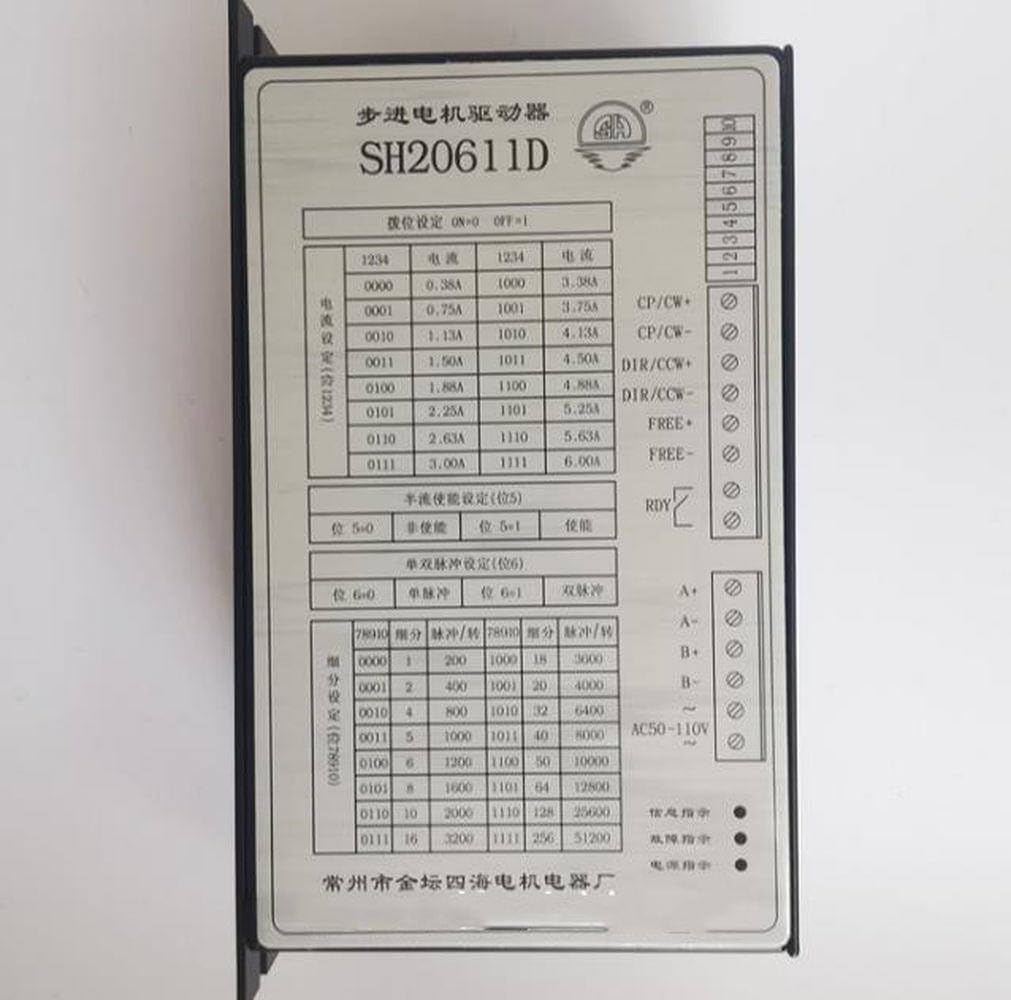 步进电机驱动器
®
SH20611D
拨位设定 ON=0 OFF=1
电流设定(位1234)
1234 电流 1234 电流
0000 0.38A 1000 3.38A
0001 0.75A 1001 3.75A
0010 1.13A 1010 4.13A
0011 1.50A 1011 4.50A
0100 1.88A 1100 4.88A
0101 2.25A 1101 5.25A
0110 2.63A 1110 5.63A
0111 3.00A 1111 6.00A
半流使能设定(位5)
位 5=0 非使能 位 5=1 使能
单双脉冲设定(位6)
位 6=0 单脉冲 位 6=1 双脉冲
细分设定(位78910)
78910 细分 脉冲/转 78910 细分 脉冲/转
0000 1 200 1000 18 3600
0001 2 400 1001 20 4000
0010 4 800 1010 32 6400
0011 5 1000 1011 40 8000
0100 6 1200 1100 50 10000
0101 8 1600 1101 64 12800
0110 10 2000 1110 128 25600
0111 16 3200 1111 256 51200
常州市金坛四海电机电器厂
1 2 3 4 5 6 7 8 9 10
CP/CW+
CP/CW-
DIR/CCW+
DIR/CCW-
FREE+
FREE-
RDY
A+
A-
B+
B-
~
AC50-110V
~
信息指示
故障指示
电源指示